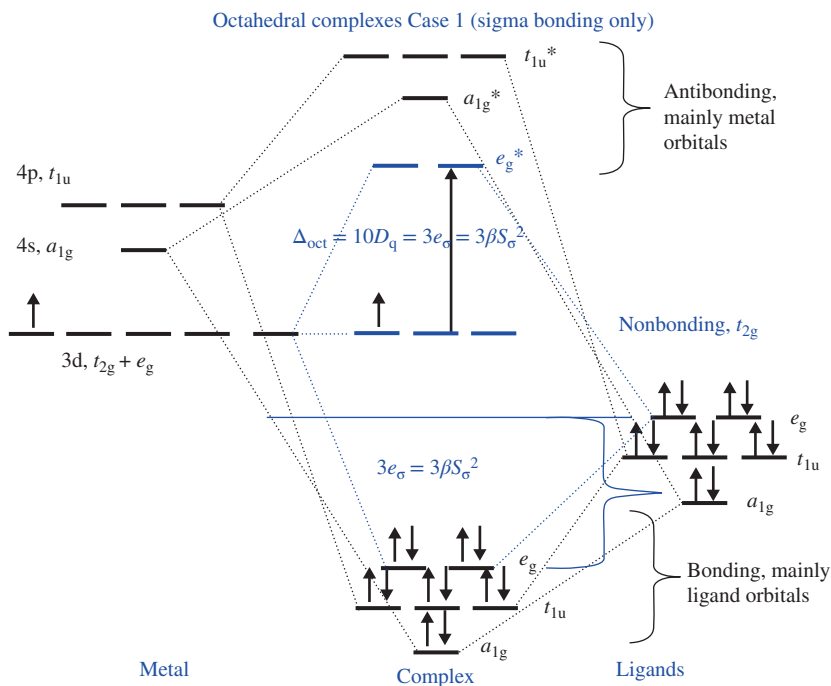 Octahedral complexes Case 1 (sigma bonding only)
t₁ᵤ*
a₁g*
Antibonding,
mainly metal
orbitals
eg*
4p, t₁ᵤ
Δoct = 10Dq = 3eσ = 3βSσ²
4s, a₁g
Nonbonding, t₂g
3d, t₂g + eg
eg
t₁ᵤ
3eσ = 3βSσ²
a₁g
eg
Bonding, mainly
ligand orbitals
t₁ᵤ
a₁g
Metal
Complex
Ligands